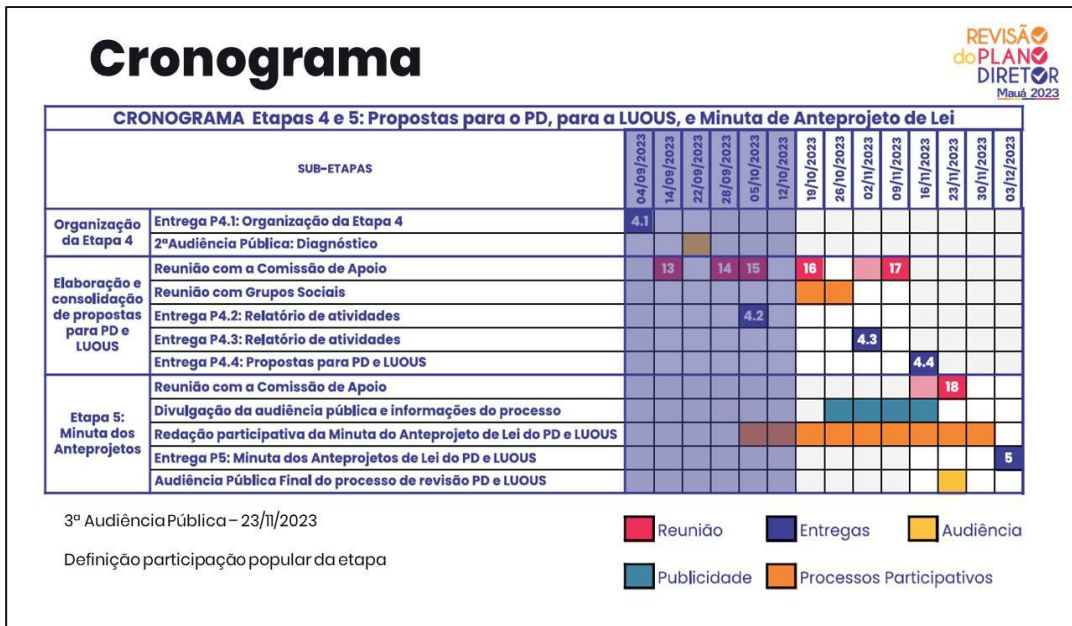 Cronograma
REVISÃO
do PLANO
DIRETOR
Mauá 2023
CRONOGRAMA Etapas 4 e 5: Propostas para o PD, para a LUOUS, e Minuta de Anteprojeto de Lei
SUB-ETAPAS
04/09/2023
14/09/2023
22/09/2023
28/09/2023
05/10/2023
12/10/2023
19/10/2023
26/10/2023
02/11/2023
09/11/2023
16/11/2023
23/11/2023
30/11/2023
03/12/2023
Organização
da Etapa 4
Entrega P4.1: Organização da Etapa 4
4.1
2ªAudiência Pública: Diagnóstico
Elaboração e
consolidação
de propostas
para PD e
LUOUS
Reunião com a Comissão de Apoio
13
14
15
16
17
Reunião com Grupos Sociais
Entrega P4.2: Relatório de atividades
4.2
Entrega P4.3: Relatório de atividades
4.3
Entrega P4.4: Propostas para PD e LUOUS
4.4
Etapa 5:
Minuta dos
Anteprojetos
Reunião com a Comissão de Apoio
18
Divulgação da audiência pública e informações do processo
Redação participativa da Minuta do Anteprojeto de Lei do PD e LUOUS
Entrega P5: Minuta dos Anteprojetos de Lei do PD e LUOUS
5
Audiência Pública Final do processo de revisão PD e LUOUS
3ª Audiência Pública – 23/11/2023
Definição participação popular da etapa
Reunião
Entregas
Audiência
Publicidade
Processos Participativos